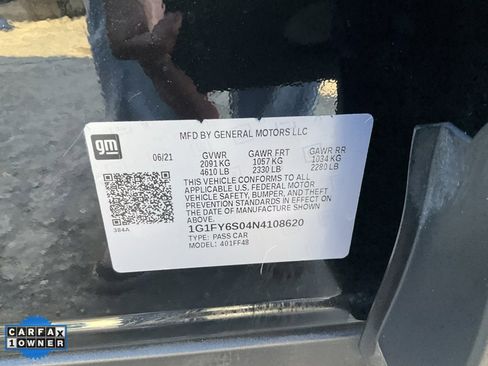 MFD BY GENERAL MOTORS LLC
gm
06/21 GVWR GAWR FRT GAWR RR
2091 KG 1057 KG 1034 KG
4610 LB 2330 LB 2280 LB
THIS VEHICLE CONFORMS TO ALL
APPLICABLE U.S. FEDERAL MOTOR
VEHICLE SAFETY, BUMPER, AND THEFT
PREVENTION STANDARDS IN EFFECT ON
THE DATE OF MANUFACTURE SHOWN
ABOVE.
384A
1G1FY6S04N4108620
TYPE: PASS CAR
MODEL: 401FF48
CARFAX
1 OWNER